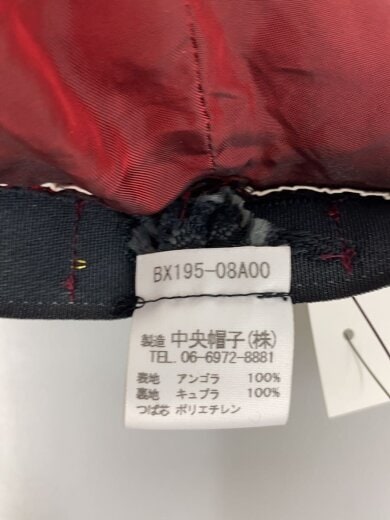 BX195-08A00
製造 中央帽子(株)
TEL. 06-6972-8881
表地 アンゴラ 100%
裏地 キュプラ 100%
つば芯 ポリエチレン